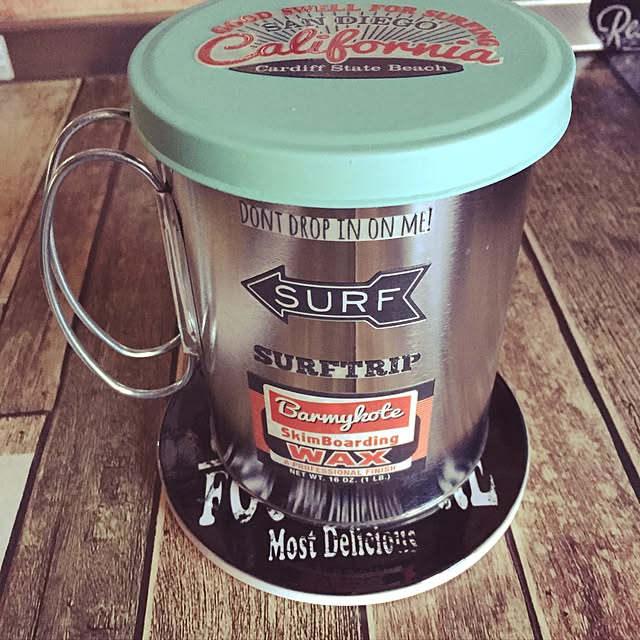 GOOD SWELL FOR SURFING
SAN DIEGO
California
Cardiff State Beach
DONT DROP IN ON ME!
SURF
SURFTRIP
Barmykote
SkimBoarding
WAX
A PROFESSIONAL FINISH
NET WT. 16 OZ. (1 LB.)
Most Delicious